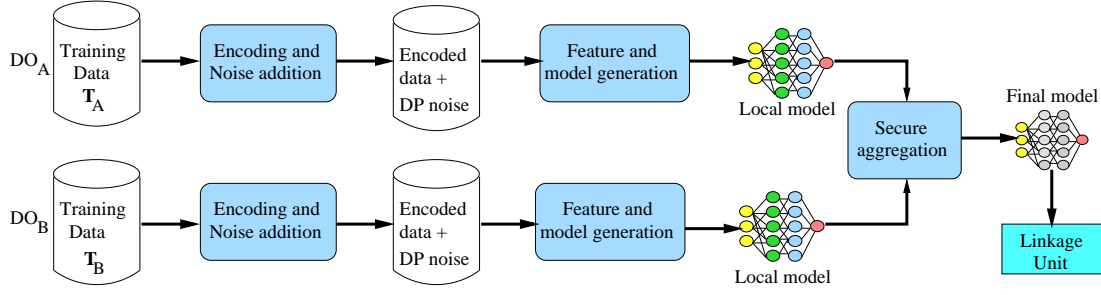 DO_A
Training
Data
T_A
Encoding and
Noise addition
Encoded
data +
DP noise
Feature and
model generation
Local model
Secure
aggregation
Final model
DO_B
Training
Data
T_B
Encoding and
Noise addition
Encoded
data +
DP noise
Feature and
model generation
Local model
Linkage
Unit